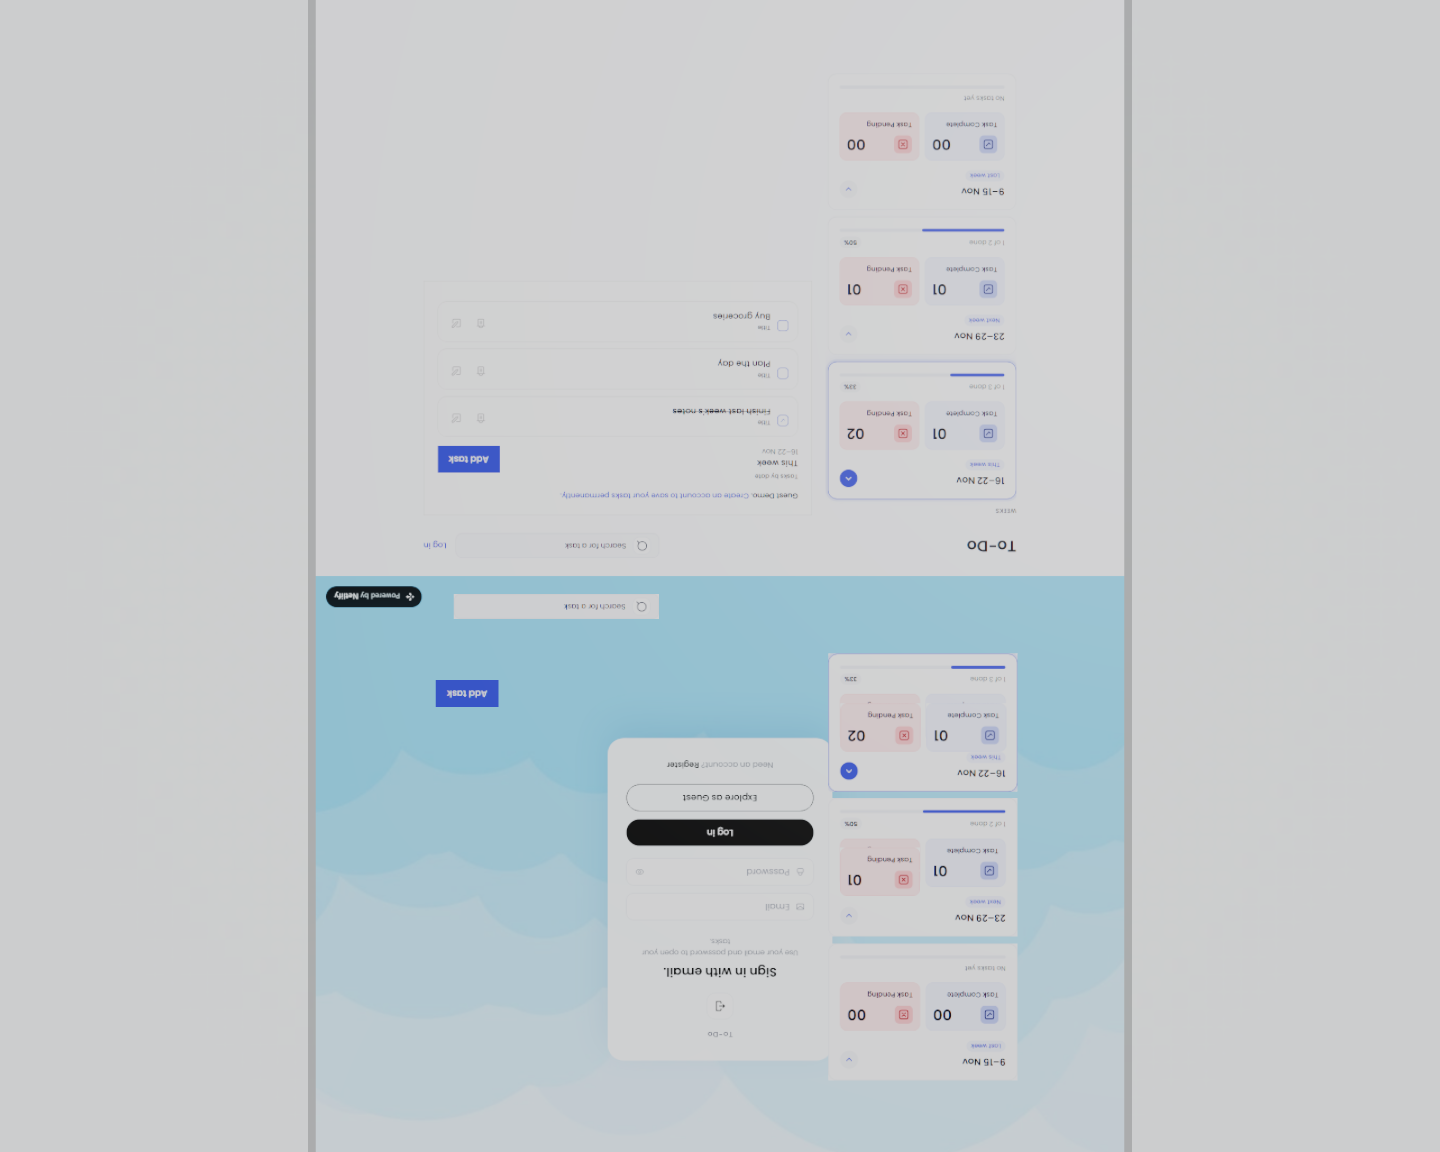 9–15 Nov
Last week
00
Task Complete
00
Task Pending
No tasks yet
23–29 Nov
Next week
01
Task Complete
01
Task Pending
1 of 2 done
50%
16–22 Nov
This week
01
Task Complete
02
Task Pending
1 of 3 done
33%
To-Do
Sign in with email.
Use your email and password to open your
tasks.
Email
Password
Log in
Explore as Guest
Need an account? Register
Add task
Search for a task
Powered by Netlify
To-Do
Search for a task
Log in
WEEKS
16–22 Nov
This week
01
Task Complete
02
Task Pending
1 of 3 done
33%
23–29 Nov
Next week
01
Task Complete
01
Task Pending
1 of 2 done
50%
9–15 Nov
Last week
00
Task Complete
00
Task Pending
No tasks yet
Guest Demo. Create an account to save your tasks permanently.
Tasks by date
This week
16–22 Nov
Add task
Title
Finish last week's notes
Title
Plan the day
Title
Buy groceries